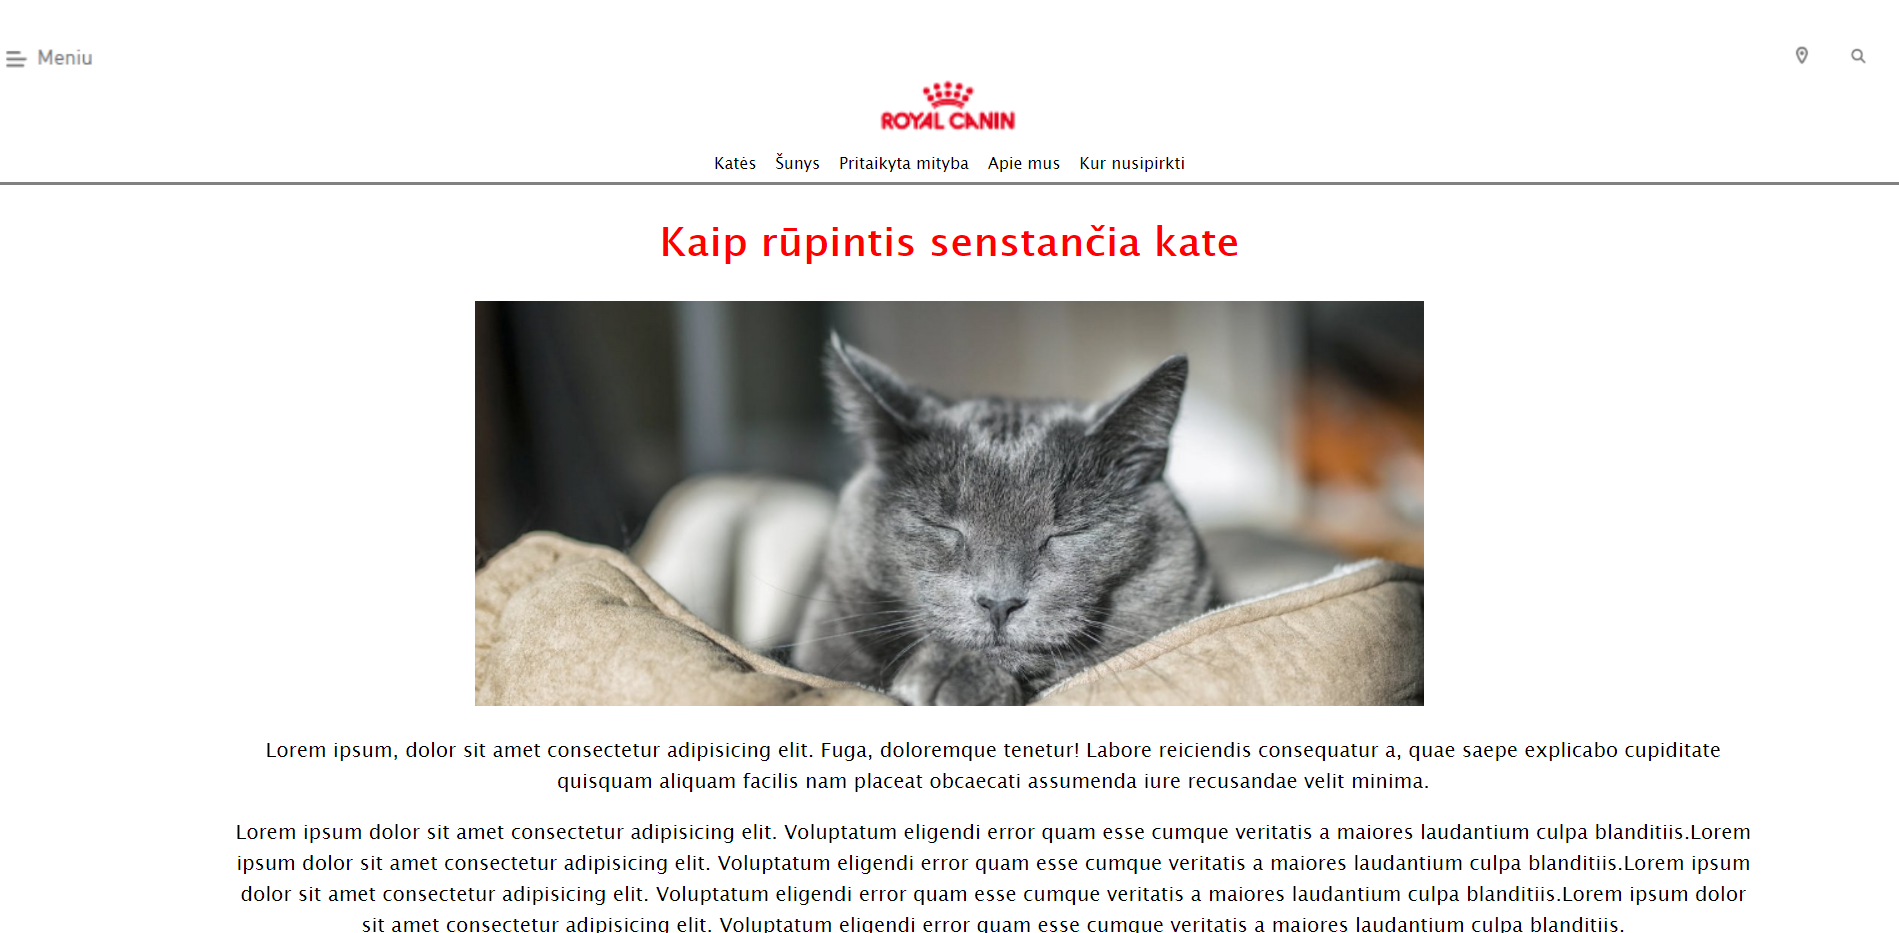 Meniu
ROYAL CANIN
Katės Šunys Pritaikyta mityba Apie mus Kur nusipirkti
Kaip rūpintis senstančia kate
Lorem ipsum, dolor sit amet consectetur adipisicing elit. Fuga, doloremque tenetur! Labore reiciendis consequatur a, quae saepe explicabo cupiditate
quisquam aliquam facilis nam placeat obcaecati assumenda iure recusandae velit minima.
Lorem ipsum dolor sit amet consectetur adipisicing elit. Voluptatum eligendi error quam esse cumque veritatis a maiores laudantium culpa blanditiis.Lorem
ipsum dolor sit amet consectetur adipisicing elit. Voluptatum eligendi error quam esse cumque veritatis a maiores laudantium culpa blanditiis.Lorem ipsum
dolor sit amet consectetur adipisicing elit. Voluptatum eligendi error quam esse cumque veritatis a maiores laudantium culpa blanditiis.Lorem ipsum dolor
sit amet consectetur adipisicing elit. Voluptatum eligendi error quam esse cumque veritatis a maiores laudantium culpa blanditiis.